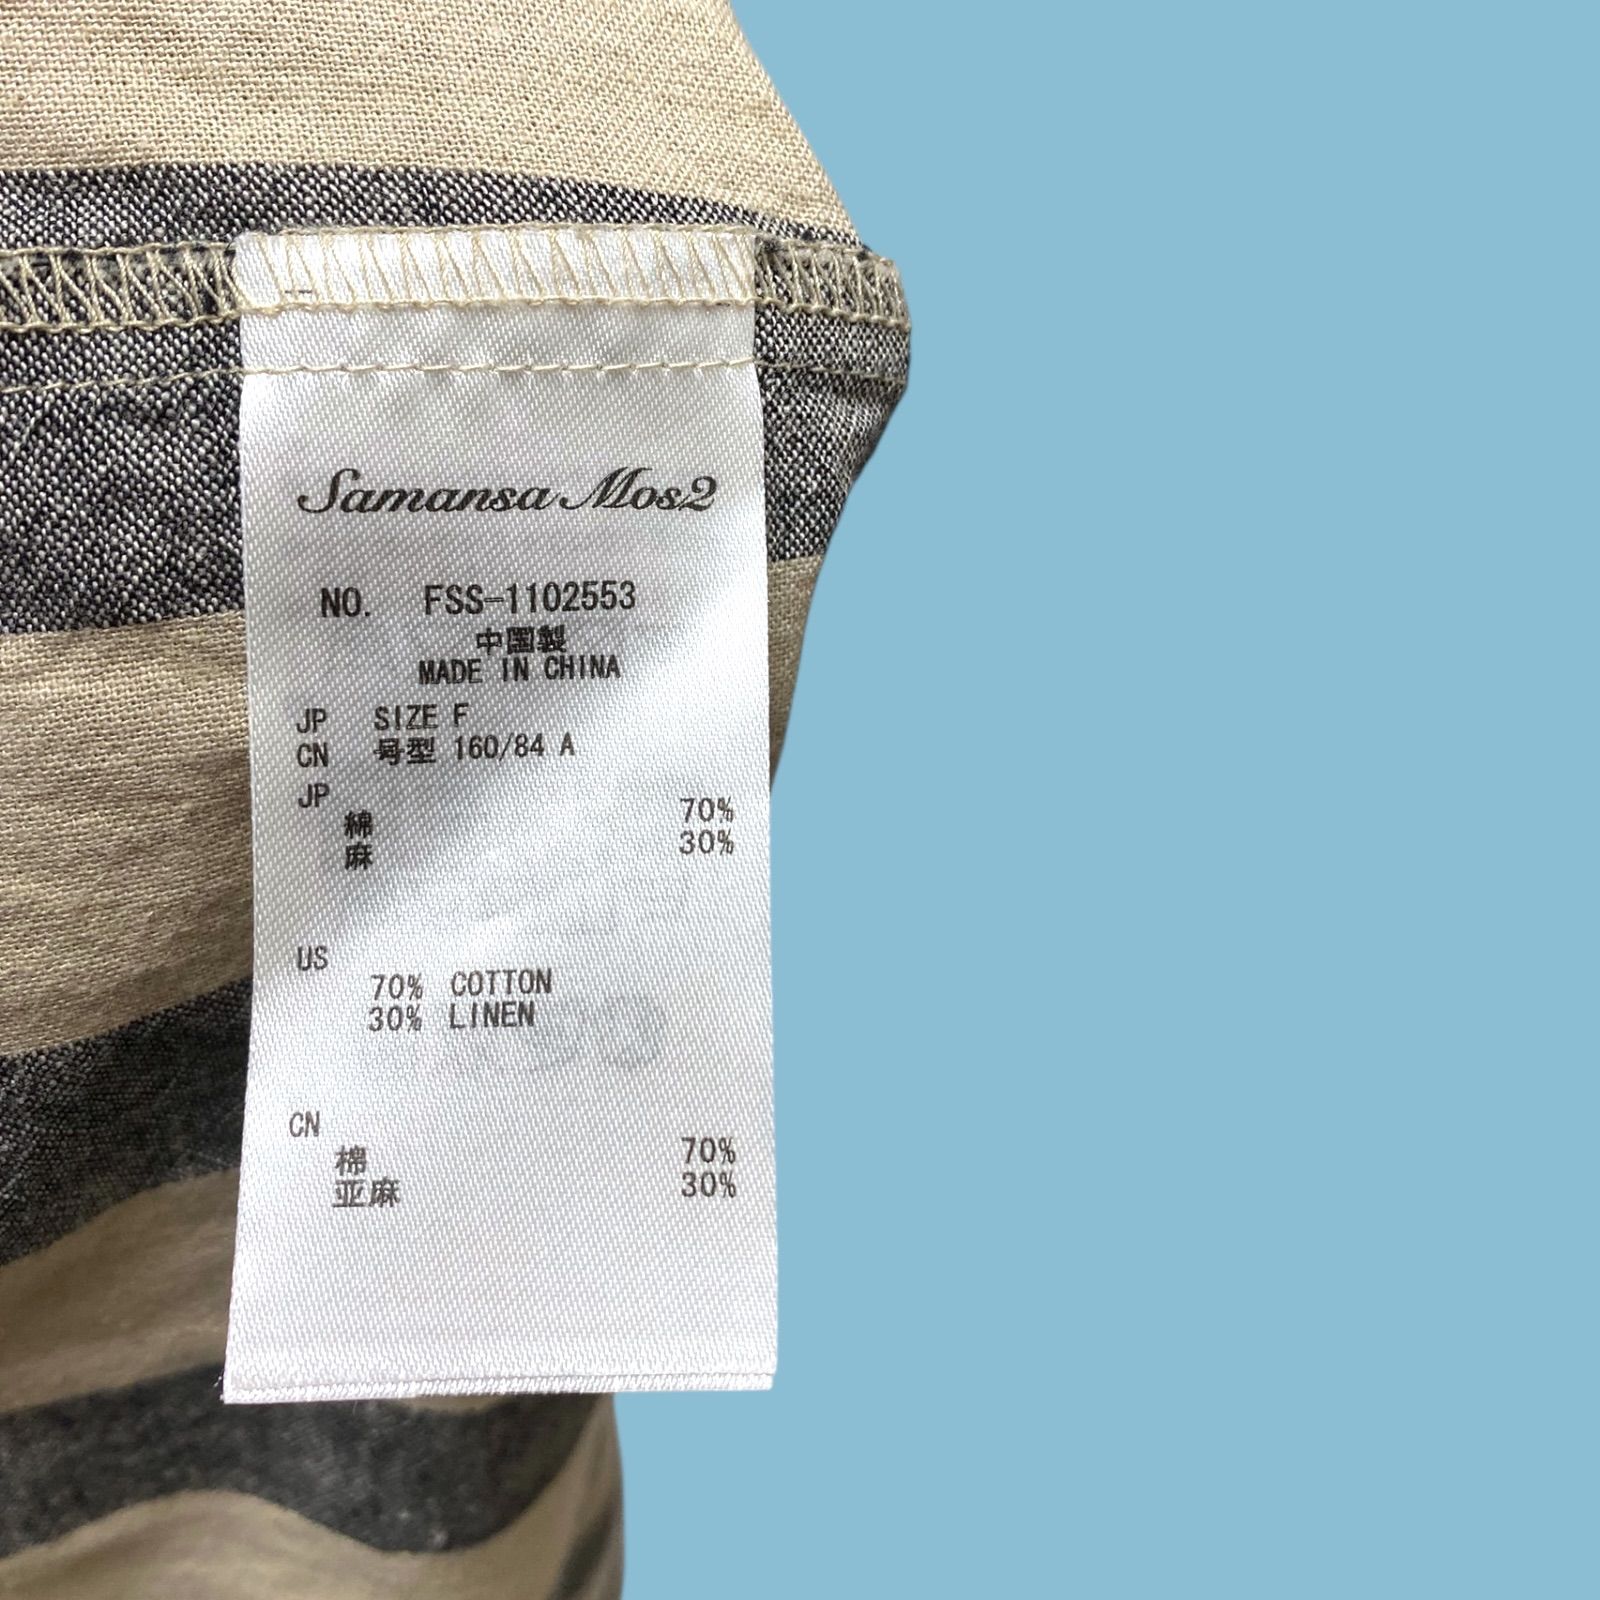 Samansa Mos2
NO. FSS-1102553
中国製
MADE IN CHINA
JP SIZE F
CN 号型 160/84 A
JP
綿 70%
麻 30%
US
70% COTTON
30% LINEN
CN
棉 70%
亚麻 30%